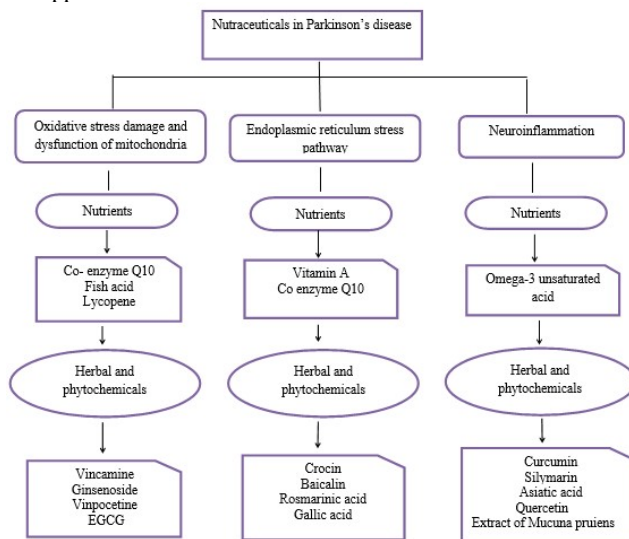 Nutraceuticals in Parkinson's disease
Oxidative stress damage and
dysfunction of mitochondria
Endoplasmic reticulum stress
pathway
Neuroinflammation
Nutrients
Nutrients
Nutrients
Co- enzyme Q10
Fish acid
Lycopene
Vitamin A
Co enzyme Q10
Omega-3 unsaturated
acid
Herbal and
phytochemicals
Herbal and
phytochemicals
Herbal and
phytochemicals
Vincamine
Ginsenoside
Vinpocetine
EGCG
Crocin
Baicalin
Rosmarinic acid
Gallic acid
Curcumin
Silymarin
Asiatic acid
Quercetin
Extract of Mucuna pruiens